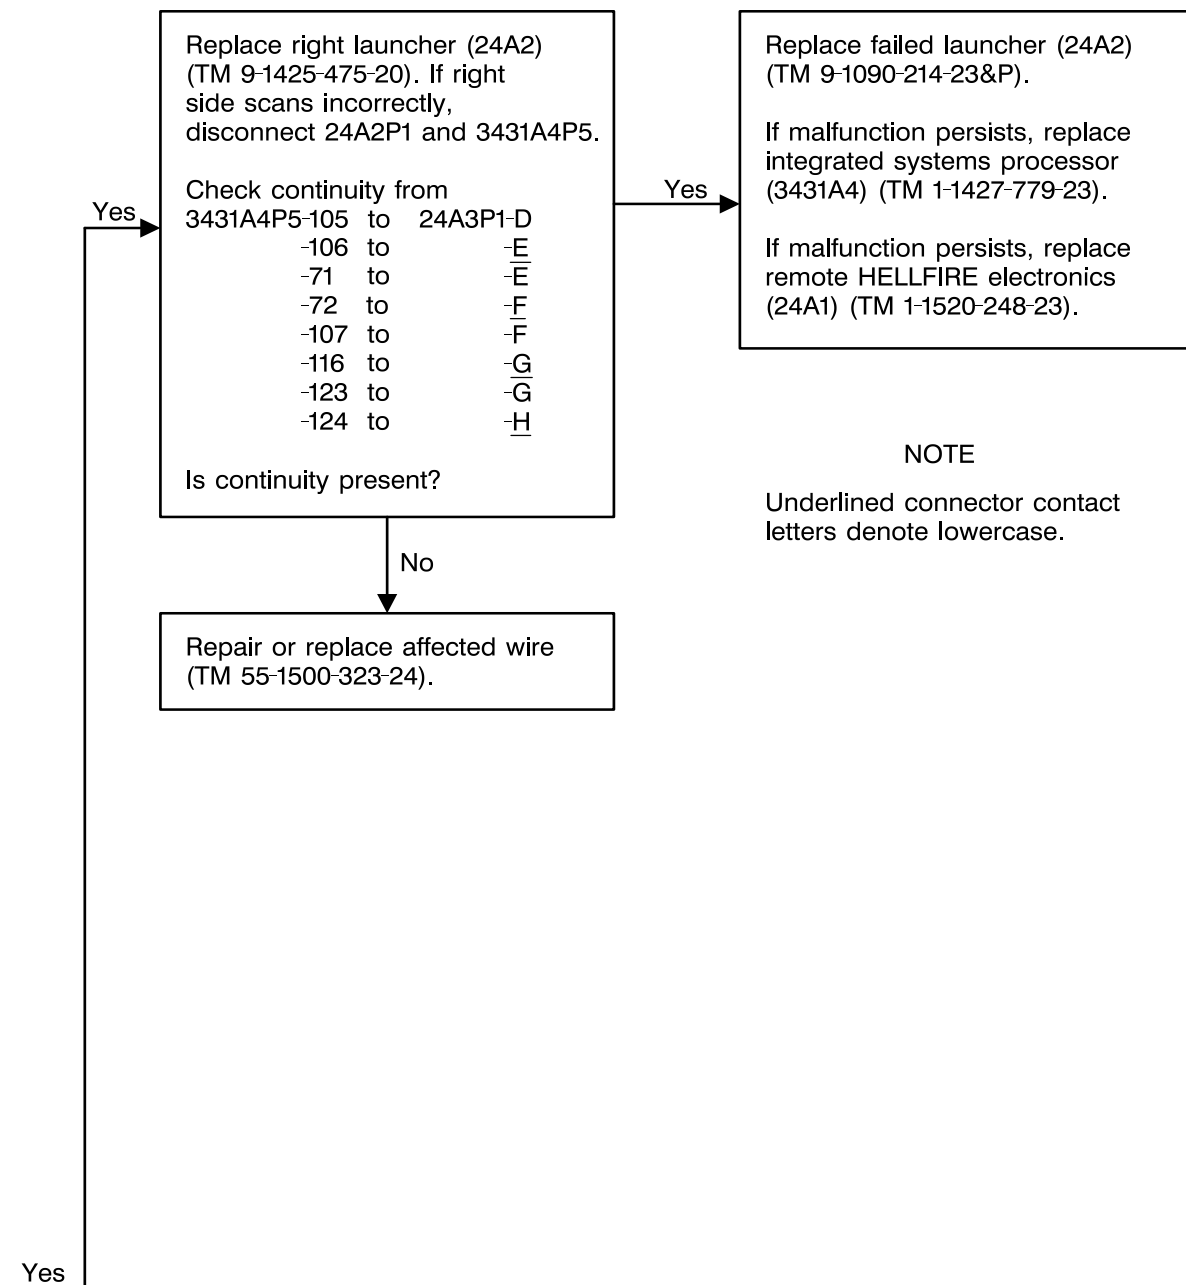 Replace right launcher (24A2)
(TM 9-1425-475-20). If right
side scans incorrectly,
disconnect 24A2P1 and 3431A4P5.
Check continuity from
3431A4P5-105 to 24A3P1-D
-106 to -E
-71 to -E
-72 to -F
-107 to -F
-116 to -G
-123 to -G
-124 to -H
Is continuity present?
Yes
Yes
Replace failed launcher (24A2)
(TM 9-1090-214-23&P).
If malfunction persists, replace
integrated systems processor
(3431A4) (TM 1-1427-779-23).
If malfunction persists, replace
remote HELLFIRE electronics
(24A1) (TM 1-1520-248-23).
NOTE
Underlined connector contact
letters denote lowercase.
No
Repair or replace affected wire
(TM 55-1500-323-24).
Yes